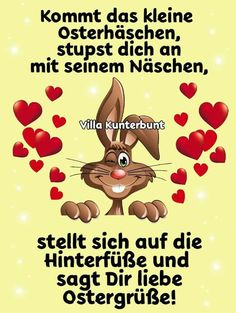 Kommt das kleine
Osterhäschen,
stupst dich an
mit seinem Näschen,
Villa Kunterbunt
stellt sich auf die
Hinterfüße und
sagt Dir liebe
Ostergrüße!